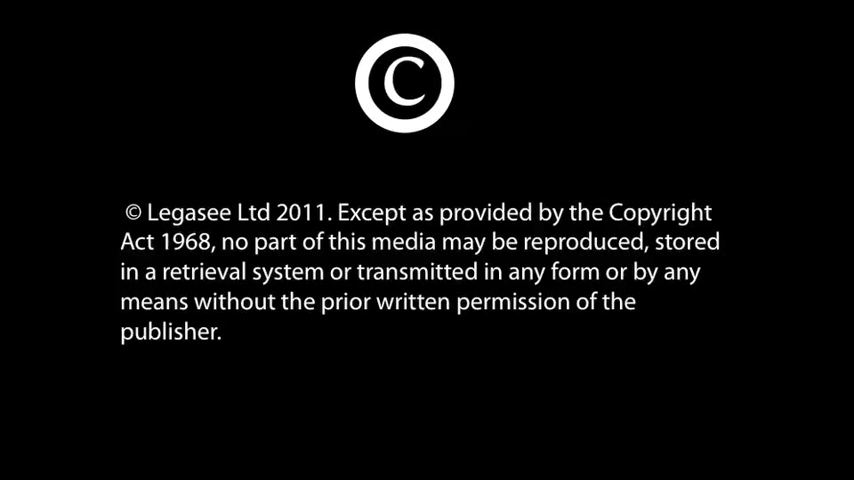 ©
© Legasee Ltd 2011. Except as provided by the Copyright
Act 1968, no part of this media may be reproduced, stored
in a retrieval system or transmitted in any form or by any
means without the prior written permission of the
publisher.